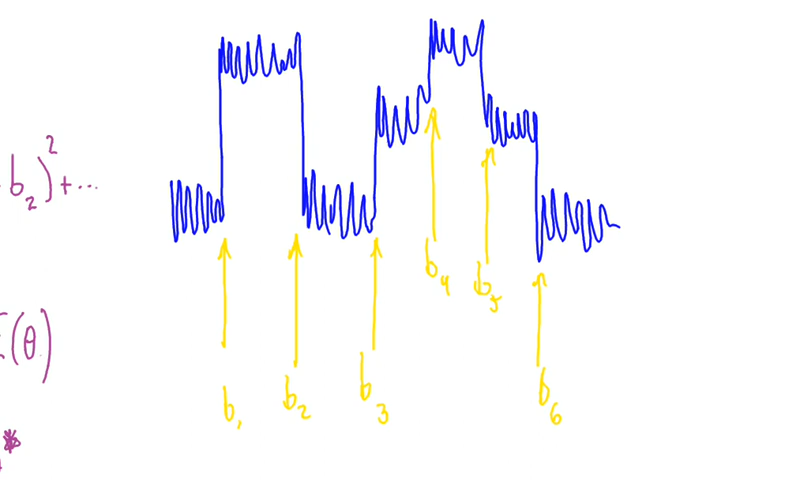 b₂)² + ...
(θ)
*
b₄
b₅
b₁
b₂
b₃
b₆